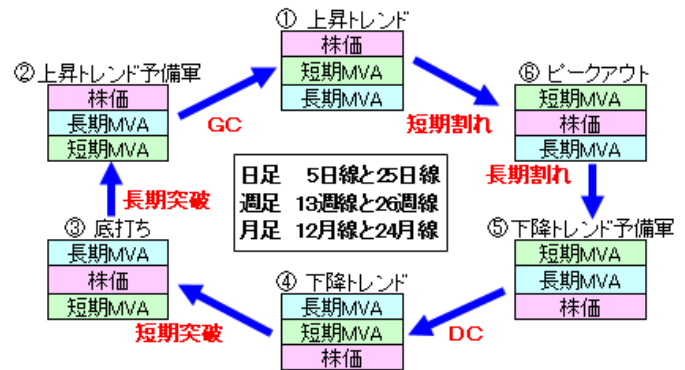 ① 上昇トレンド
株価
短期MVA
長期MVA
② 上昇トレンド予備軍
株価
長期MVA
短期MVA
GC
短期割れ
⑥ ピークアウト
短期MVA
株価
長期MVA
長期割れ
日足 5日線と25日線
週足 13週線と26週線
月足 12月線と24月線
長期突破
③ 底打ち
長期MVA
株価
短期MVA
⑤ 下降トレンド予備軍
短期MVA
長期MVA
株価
④ 下降トレンド
長期MVA
短期MVA
株価
短期突破
DC